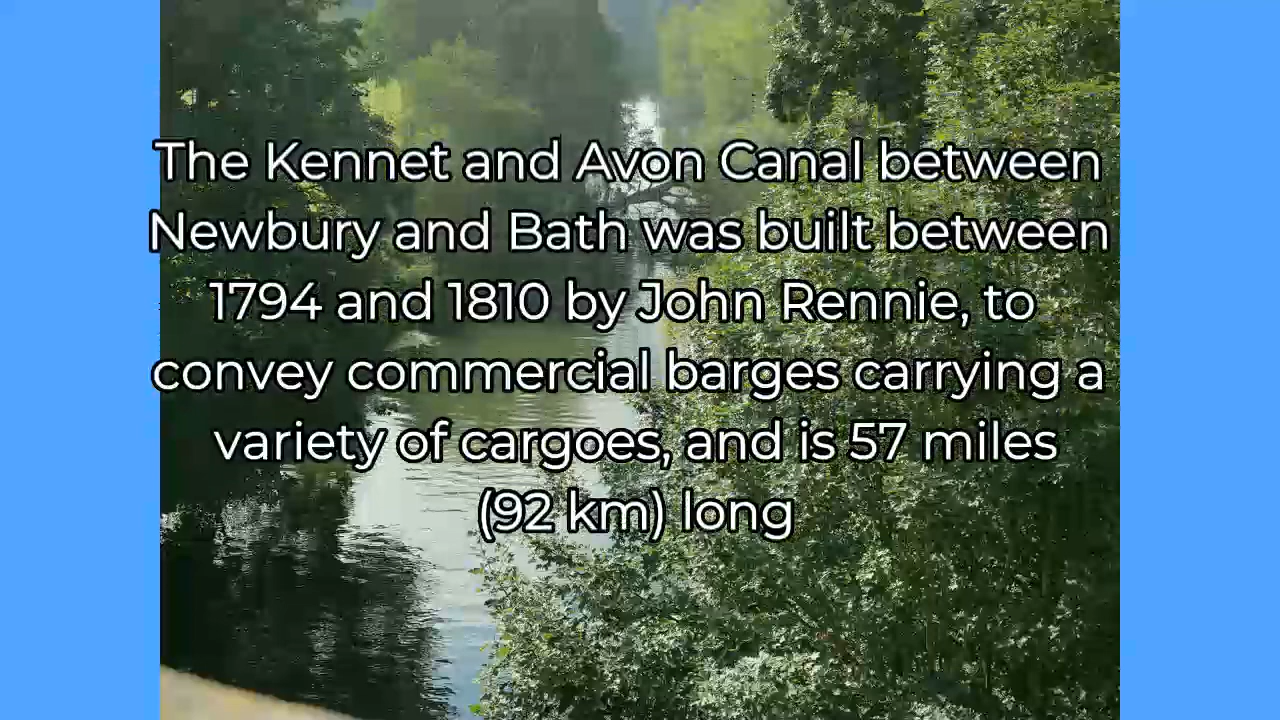 The Kennet and Avon Canal between
Newbury and Bath was built between
1794 and 1810 by John Rennie, to
convey commercial barges carrying a
variety of cargoes, and is 57 miles
(92 km) long